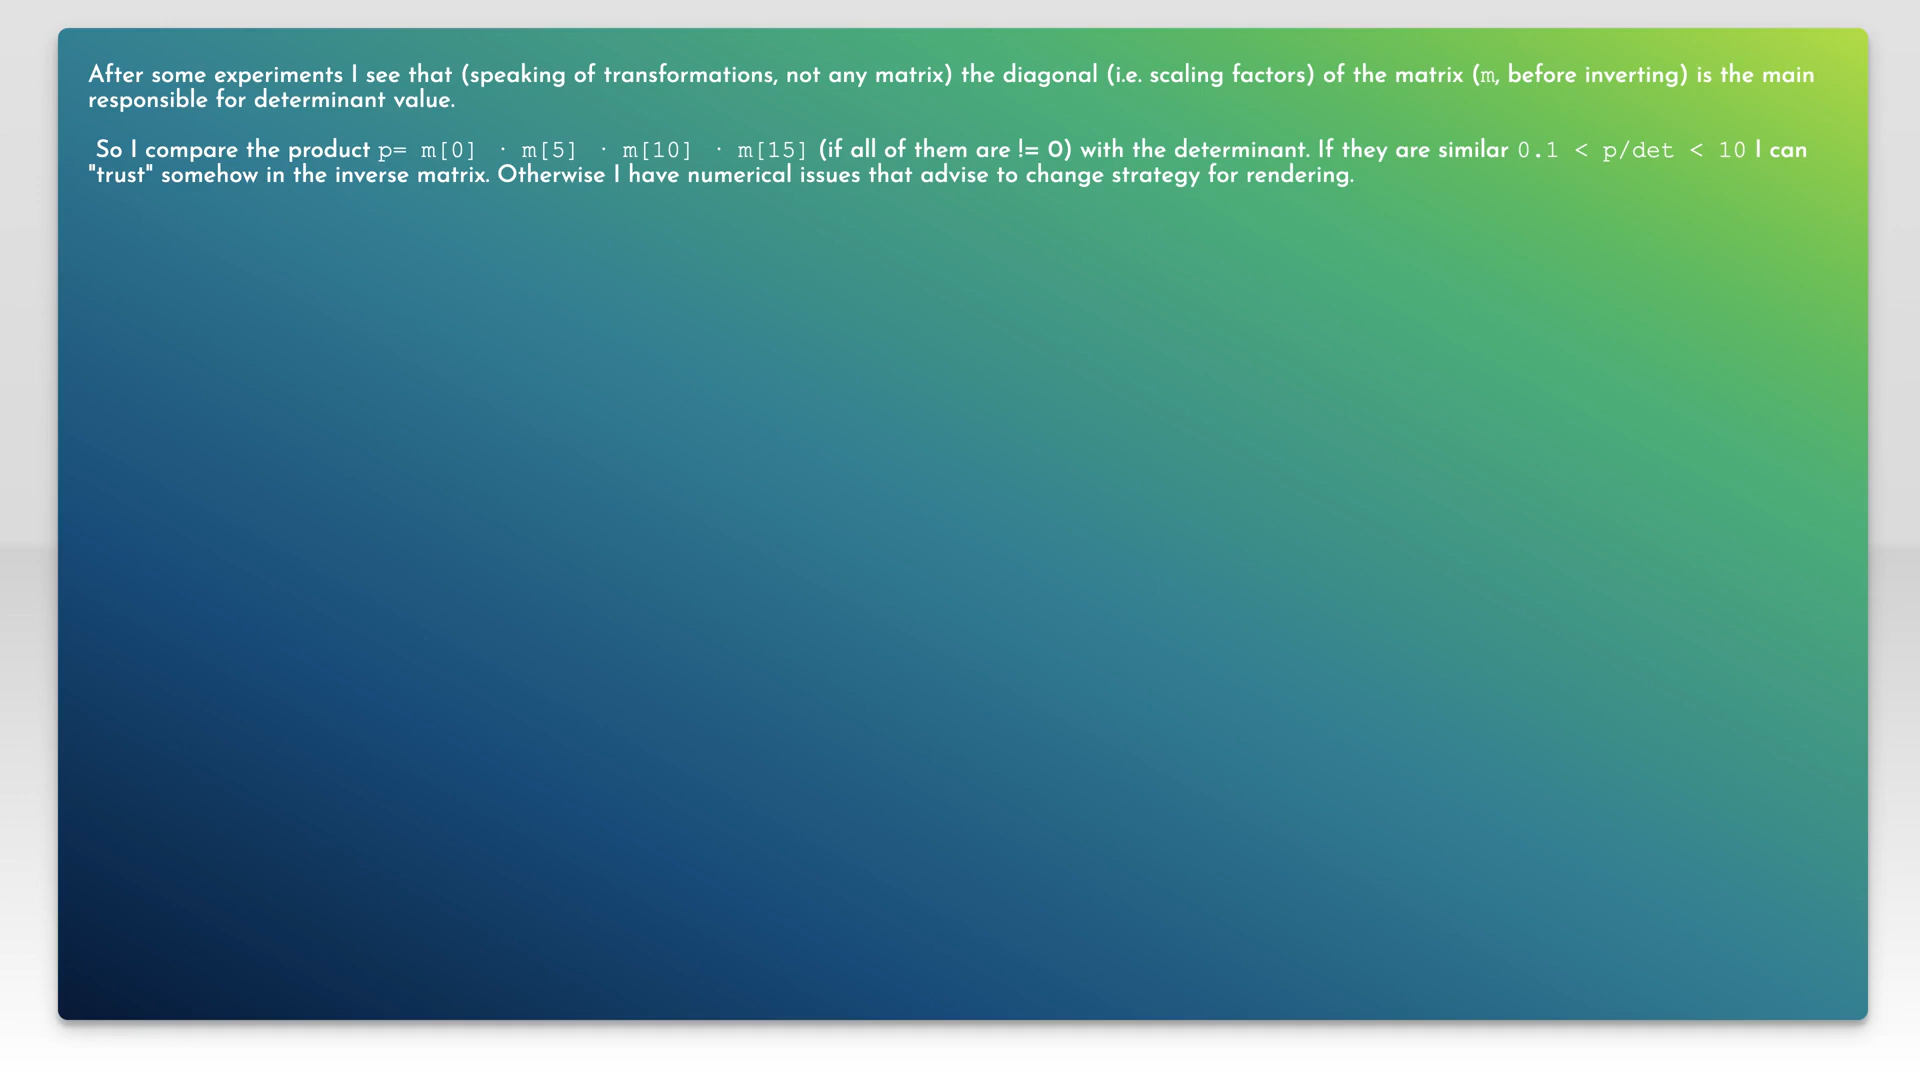 After some experiments I see that (speaking of transformations, not any matrix) the diagonal (i.e. scaling factors) of the matrix (m, before inverting) is the main
responsible for determinant value.
So I compare the product p= m[0] · m[5] · m[10] · m[15] (if all of them are != 0) with the determinant. If they are similar 0.1 < p/det < 10 I can
"trust" somehow in the inverse matrix. Otherwise I have numerical issues that advise to change strategy for rendering.